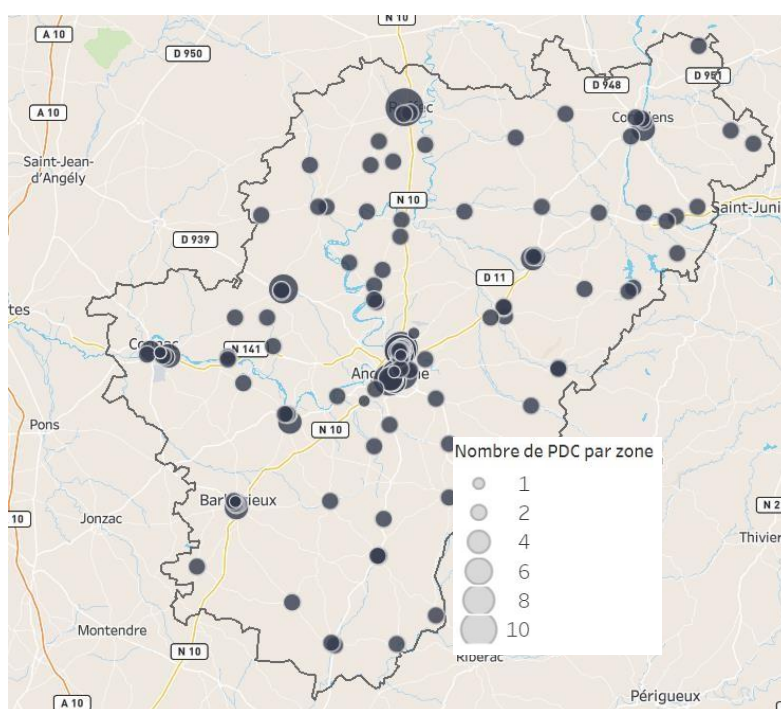 N 10
A 10
D 950
D 948
D 951
A 10
Saint-Jean-
d'Angély
N 10
Saint-Juni
D 939
D 11
tes
N 141
Pons
N 10
Nombre de PDC par zone
1
2
4
6
8
10
Jonzac
10
N 2
Thivier
Montendre
N 10
Riberac
Périgueux
A 10